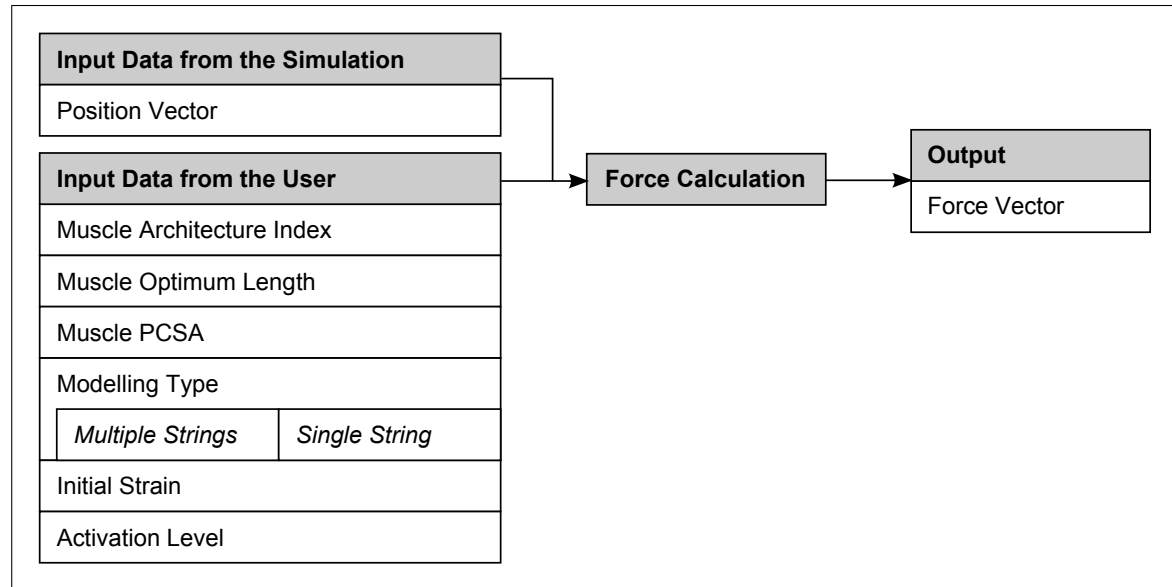 Input Data from the Simulation
Position Vector
Input Data from the User
Muscle Architecture Index
Muscle Optimum Length
Muscle PCSA
Modelling Type
Multiple Strings
Single String
Initial Strain
Activation Level
Force Calculation
Output
Force Vector